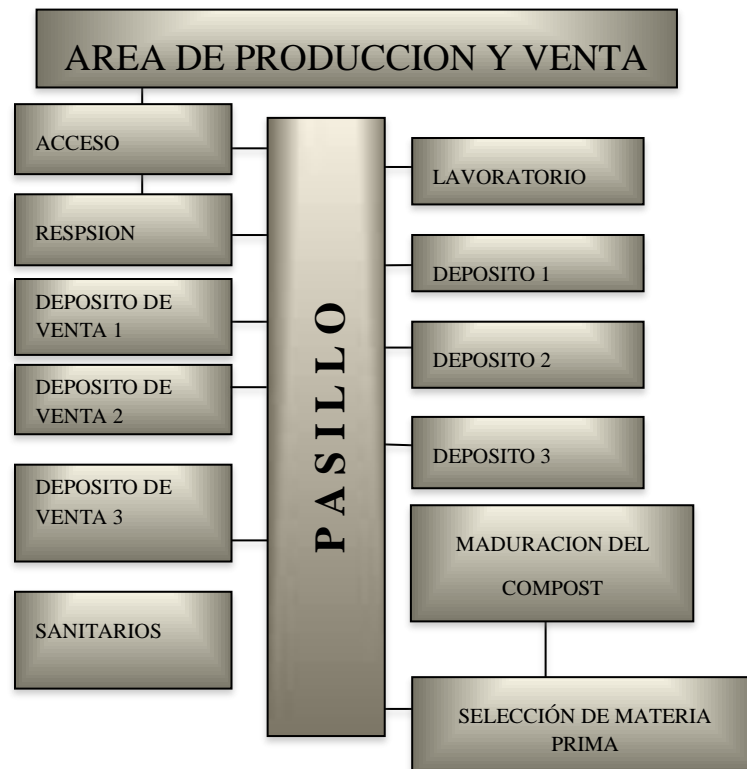 AREA DE PRODUCCION Y VENTA
ACCESO
RESPSION
DEPOSITO DE
VENTA 1
DEPOSITO DE
VENTA 2
DEPOSITO DE
VENTA 3
SANITARIOS
PASILLO
LAVORATORIO
DEPOSITO 1
DEPOSITO 2
DEPOSITO 3
MADURACION DEL
COMPOST
SELECCIÓN DE MATERIA
PRIMA